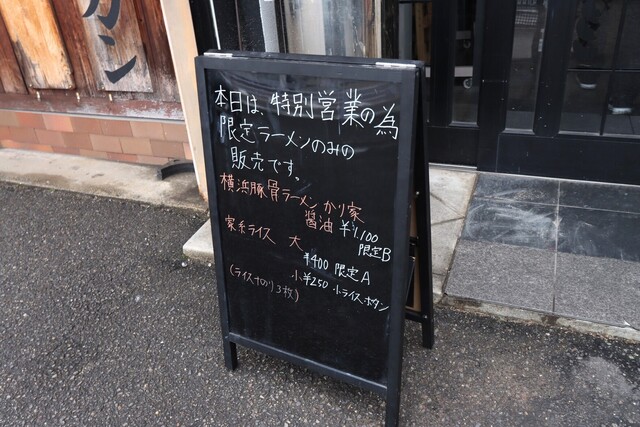 カシ
本日は、特別営業の為
限定ラーメンのみの
販売です。
横浜豚骨ラーメン かり家
醤油 ¥1,100
限定B
家系ライス 大
¥400 限定A
小¥250 小ライスボタン
(ライス+のり3枚)